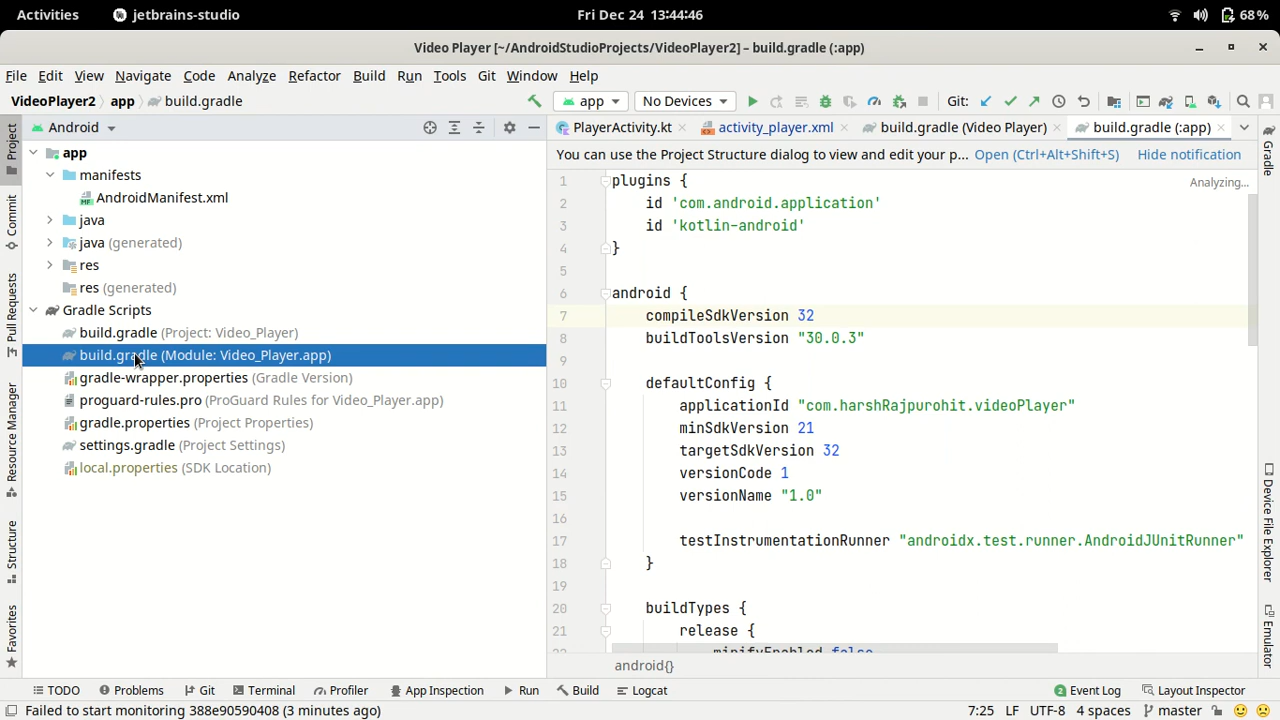 Activities jetbrains-studio Fri Dec 24 13:44:46 68%
Video Player [~/AndroidStudioProjects/VideoPlayer2] – build.gradle (:app)
File Edit View Navigate Code Analyze Refactor Build Run Tools Git Window Help
VideoPlayer2 app build.gradle app No Devices Git:
Project
Commit
Pull Requests
Resource Manager
Structure
Favorites
Android
app
manifests
AndroidManifest.xml
java
java (generated)
res
res (generated)
Gradle Scripts
build.gradle (Project: Video_Player)
build.gradle (Module: Video_Player.app)
gradle-wrapper.properties (Gradle Version)
proguard-rules.pro (ProGuard Rules for Video_Player.app)
gradle.properties (Project Properties)
settings.gradle (Project Settings)
local.properties (SDK Location)
PlayerActivity.kt activity_player.xml build.gradle (Video Player) build.gradle (:app)
You can use the Project Structure dialog to view and edit your p... Open (Ctrl+Alt+Shift+S) Hide notification
Analyzing...
1 plugins {
2 id 'com.android.application'
3 id 'kotlin-android'
4 }
5
6 android {
7 compileSdkVersion 32
8 buildToolsVersion "30.0.3"
9
10 defaultConfig {
11 applicationId "com.harshRajpurohit.videoPlayer"
12 minSdkVersion 21
13 targetSdkVersion 32
14 versionCode 1
15 versionName "1.0"
16
17 testInstrumentationRunner "androidx.test.runner.AndroidJUnitRunner"
18 }
19
20 buildTypes {
21 release {
22 minifyEnabled false
android{}
Gradle
Device File Explorer
Emulator
TODO Problems Git Terminal Profiler App Inspection Run Build Logcat 2 Event Log Layout Inspector
Failed to start monitoring 388e90590408 (3 minutes ago) 7:25 LF UTF-8 4 spaces master